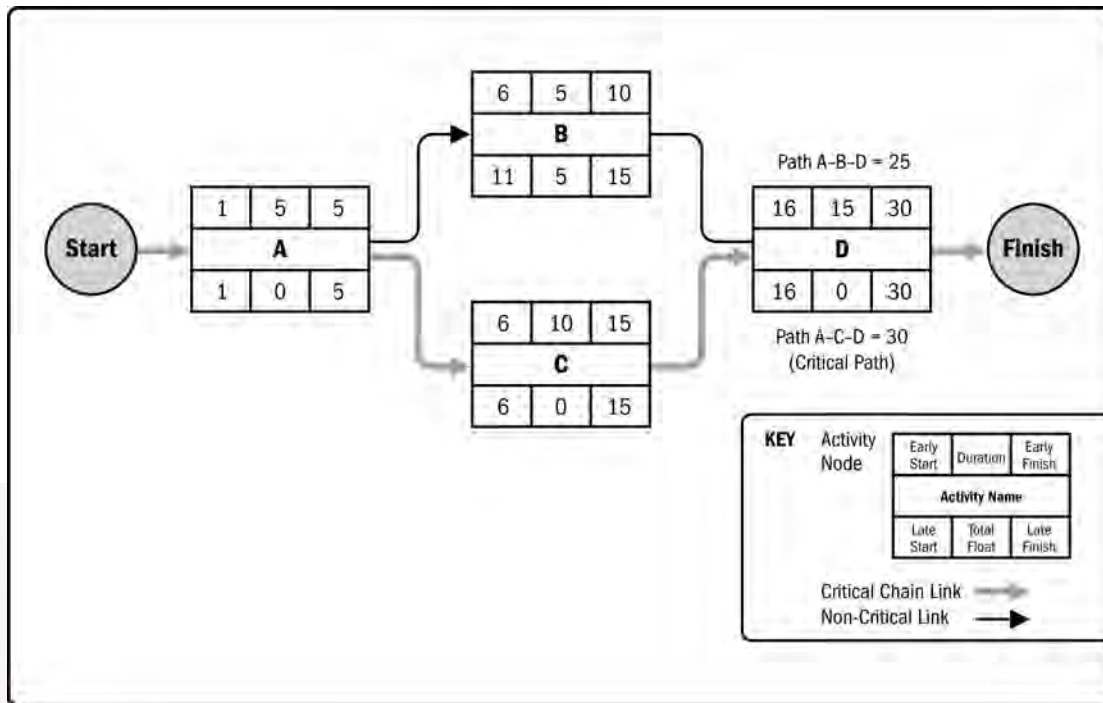 6 5 10
B
11 5 15
Path A-B-D = 25
Start
1 5 5
A
1 0 5
16 15 30
D
16 0 30
Finish
6 10 15
C
6 0 15
Path A-C-D = 30
(Critical Path)
KEY
Activity
Node
Early
Start
Duration
Early
Finish
Activity Name
Late
Start
Total
Float
Late
Finish
Critical Chain Link
Non-Critical Link